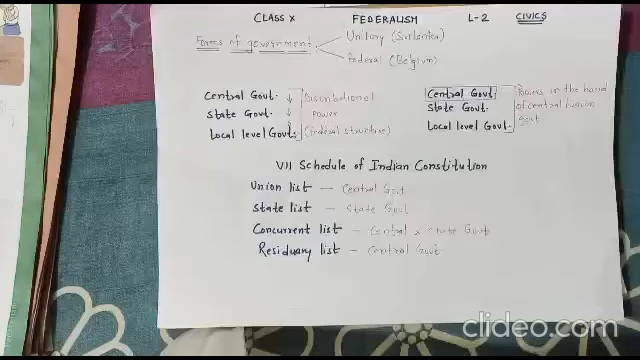 CLASS X FEDERALISM L-2 CIVICS
Forms of government
Unitary (Srilanka)
Federal (Belgium)
Central Govt.
State Govt.
Local level Govt.
Distribution of
power
(federal structure)
Central Govt.
State Govt.
Local level Govt.
Powers in the hand
of central/union
govt
VII Schedule of Indian Constitution
Union list — Central Govt
State list — State Govt
Concurrent list — Central & State Govt
Residuary list — Central Govt
clideo.com